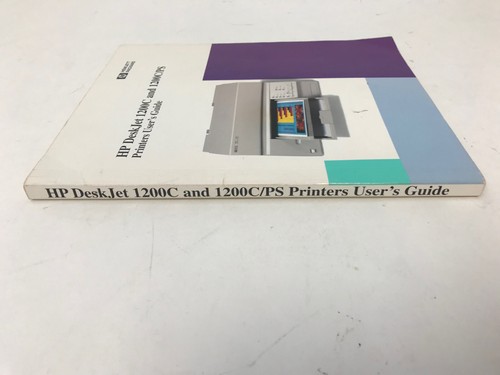 HP DeskJet 1200C and 1200C/PS
Printers User's Guide
HP DeskJet 1200C and 1200C/PS Printers User's Guide